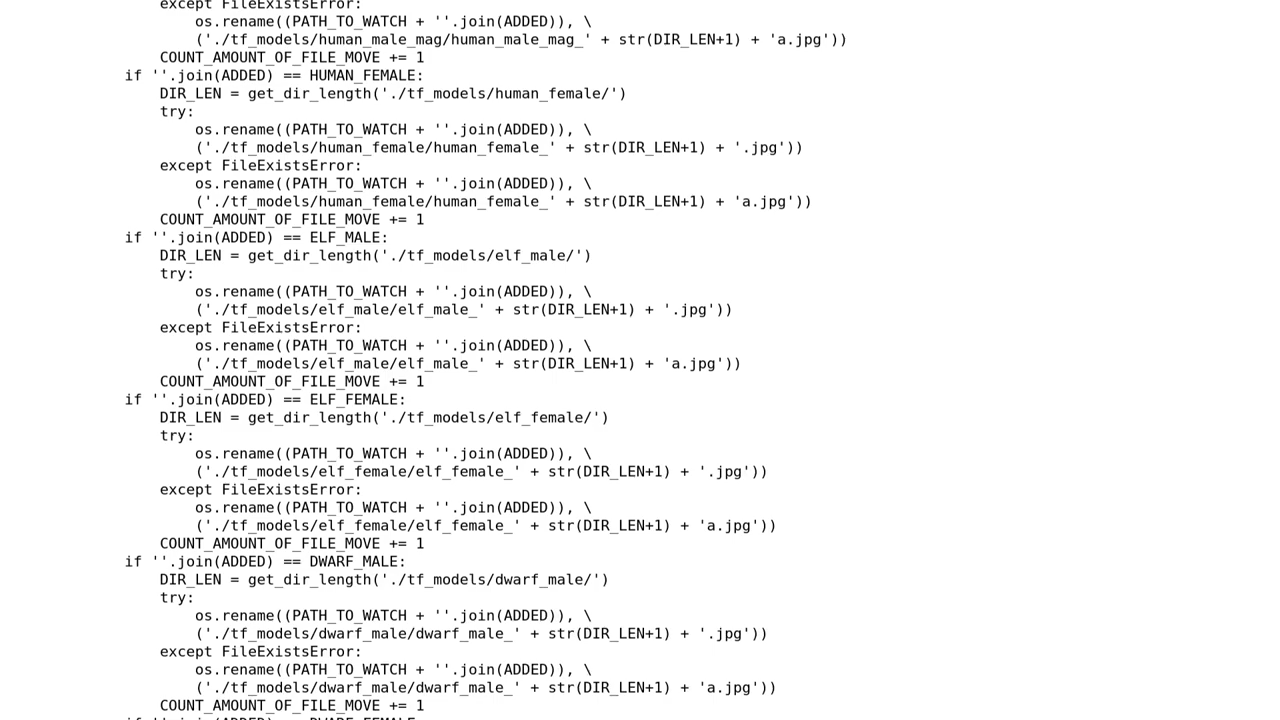 except FileExistsError:
os.rename((PATH_TO_WATCH + ''.join(ADDED)), \
('./tf_models/human_male_mag/human_male_mag_' + str(DIR_LEN+1) + 'a.jpg'))
COUNT_AMOUNT_OF_FILE_MOVE += 1
if ''.join(ADDED) == HUMAN_FEMALE:
DIR_LEN = get_dir_length('./tf_models/human_female/')
try:
os.rename((PATH_TO_WATCH + ''.join(ADDED)), \
('./tf_models/human_female/human_female_' + str(DIR_LEN+1) + '.jpg'))
except FileExistsError:
os.rename((PATH_TO_WATCH + ''.join(ADDED)), \
('./tf_models/human_female/human_female_' + str(DIR_LEN+1) + 'a.jpg'))
COUNT_AMOUNT_OF_FILE_MOVE += 1
if ''.join(ADDED) == ELF_MALE:
DIR_LEN = get_dir_length('./tf_models/elf_male/')
try:
os.rename((PATH_TO_WATCH + ''.join(ADDED)), \
('./tf_models/elf_male/elf_male_' + str(DIR_LEN+1) + '.jpg'))
except FileExistsError:
os.rename((PATH_TO_WATCH + ''.join(ADDED)), \
('./tf_models/elf_male/elf_male_' + str(DIR_LEN+1) + 'a.jpg'))
COUNT_AMOUNT_OF_FILE_MOVE += 1
if ''.join(ADDED) == ELF_FEMALE:
DIR_LEN = get_dir_length('./tf_models/elf_female/')
try:
os.rename((PATH_TO_WATCH + ''.join(ADDED)), \
('./tf_models/elf_female/elf_female_' + str(DIR_LEN+1) + '.jpg'))
except FileExistsError:
os.rename((PATH_TO_WATCH + ''.join(ADDED)), \
('./tf_models/elf_female/elf_female_' + str(DIR_LEN+1) + 'a.jpg'))
COUNT_AMOUNT_OF_FILE_MOVE += 1
if ''.join(ADDED) == DWARF_MALE:
DIR_LEN = get_dir_length('./tf_models/dwarf_male/')
try:
os.rename((PATH_TO_WATCH + ''.join(ADDED)), \
('./tf_models/dwarf_male/dwarf_male_' + str(DIR_LEN+1) + '.jpg'))
except FileExistsError:
os.rename((PATH_TO_WATCH + ''.join(ADDED)), \
('./tf_models/dwarf_male/dwarf_male_' + str(DIR_LEN+1) + 'a.jpg'))
COUNT_AMOUNT_OF_FILE_MOVE += 1